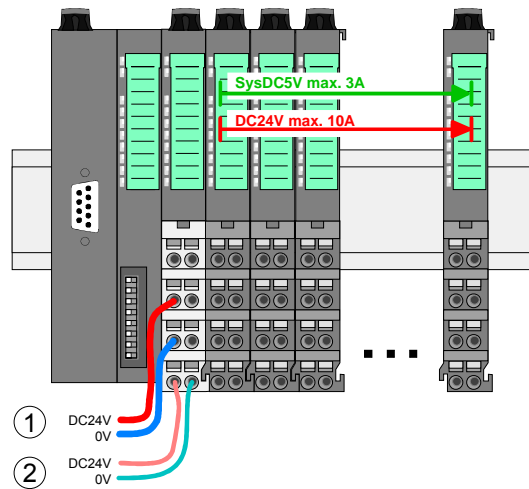 SysDC5V max. 3A
DC24V max. 10A
1 DC24V
0V
2 DC24V
0V